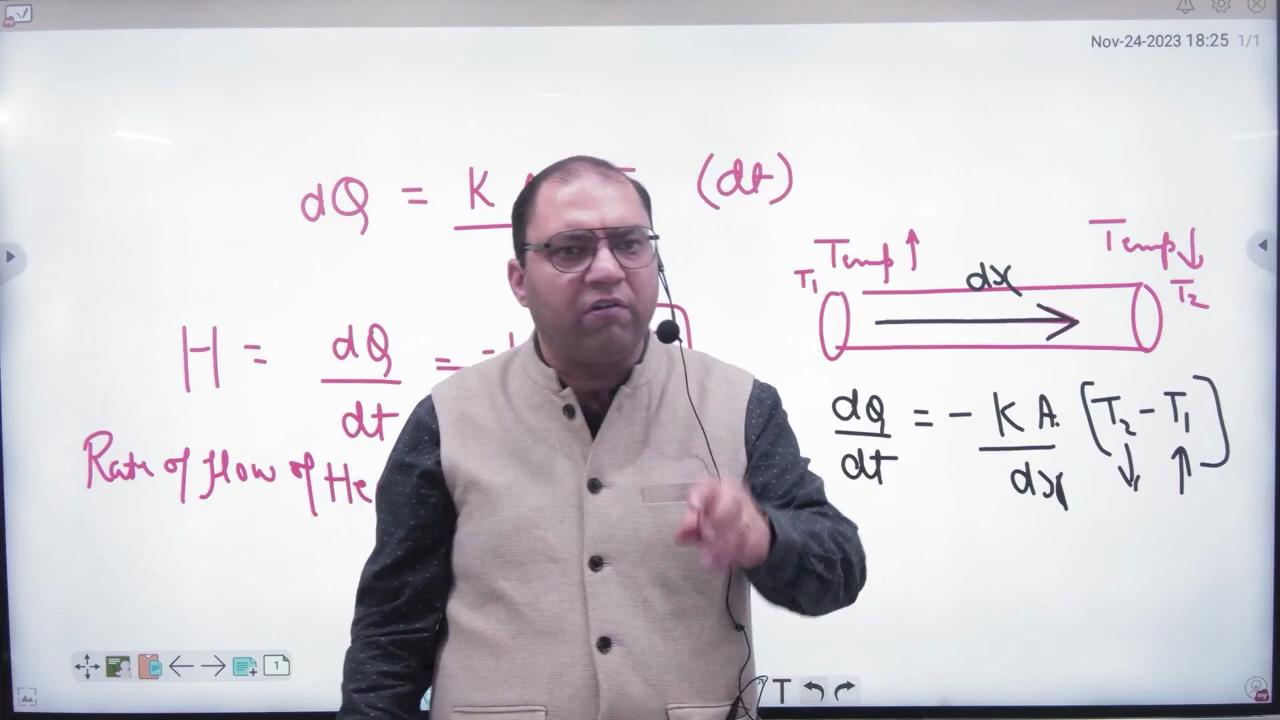 Nov-24-2023 18:25 1/1
dQ = K (dt)
Temp ↑
Temp ↓
T₁
dx
T₂
H = dQ/dt = -
Rate of flow of He
dQ/dt = - K A. /dx [T₂ - T₁]
↓ ↑
1
T